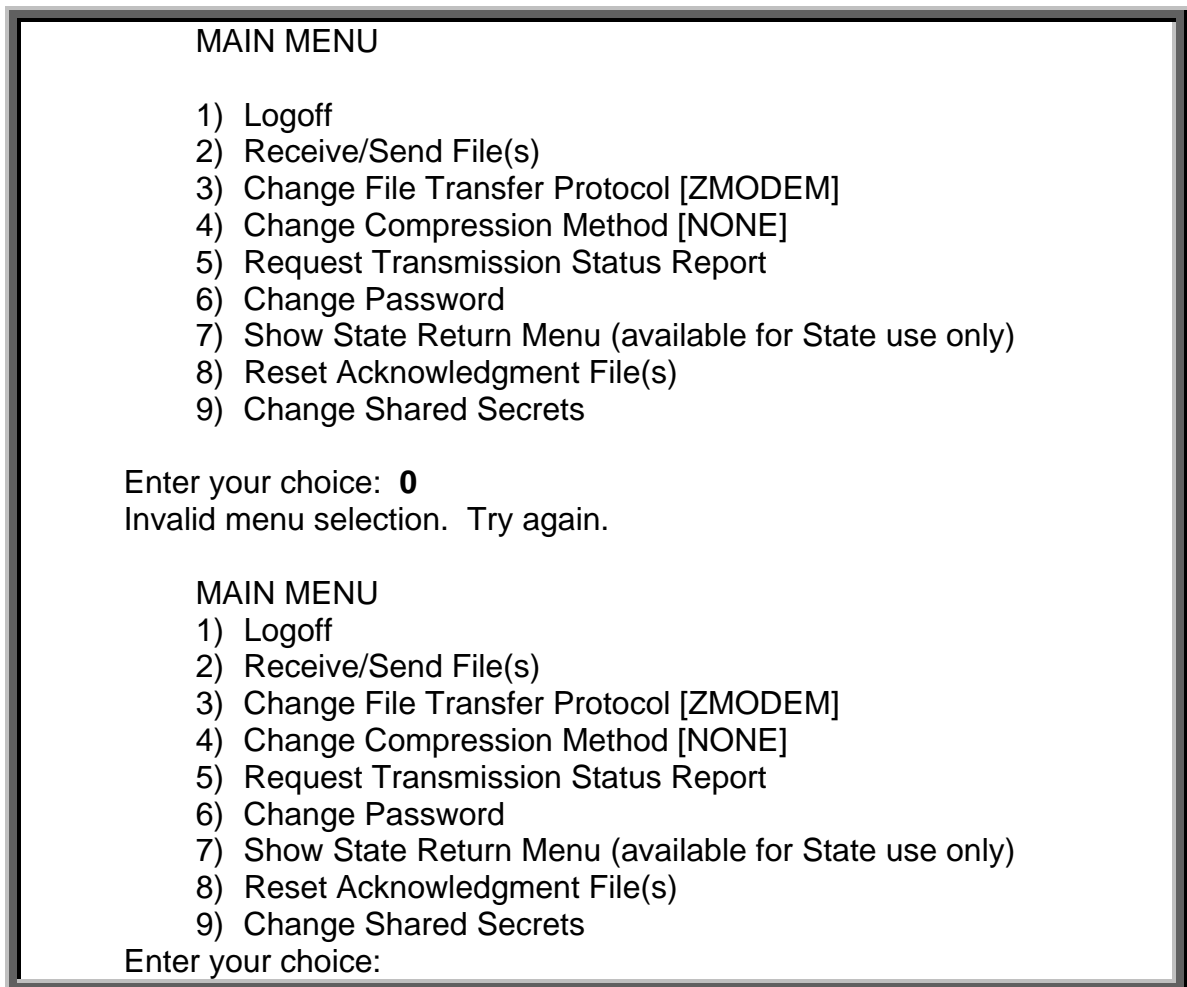 MAIN MENU
1) Logoff
2) Receive/Send File(s)
3) Change File Transfer Protocol [ZMODEM]
4) Change Compression Method [NONE]
5) Request Transmission Status Report
6) Change Password
7) Show State Return Menu (available for State use only)
8) Reset Acknowledgment File(s)
9) Change Shared Secrets
Enter your choice: 0
Invalid menu selection. Try again.
MAIN MENU
1) Logoff
2) Receive/Send File(s)
3) Change File Transfer Protocol [ZMODEM]
4) Change Compression Method [NONE]
5) Request Transmission Status Report
6) Change Password
7) Show State Return Menu (available for State use only)
8) Reset Acknowledgment File(s)
9) Change Shared Secrets
Enter your choice: